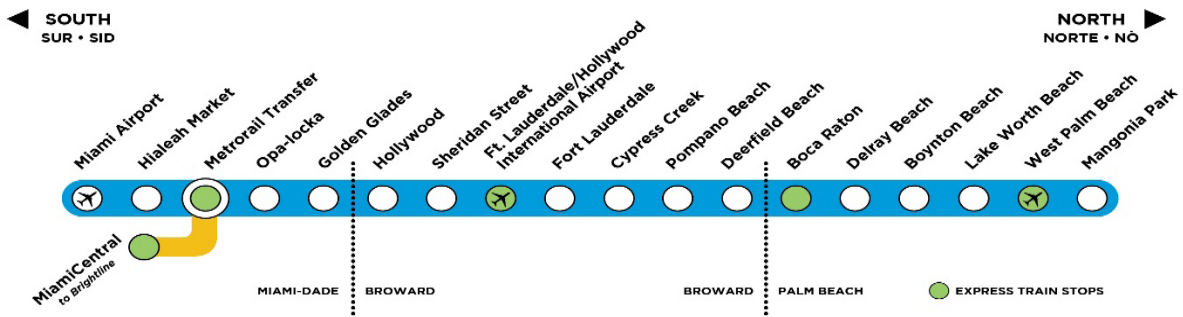 SOUTH
SUR • SID
NORTH
NORTE • NÒ
Miami Airport
Hialeah Market
Metrorail Transfer
Opa-locka
Golden Glades
Hollywood
Sheridan Street
Ft. Lauderdale/Hollywood
International Airport
Fort Lauderdale
Cypress Creek
Pompano Beach
Deerfield Beach
Boca Raton
Delray Beach
Boynton Beach
Lake Worth Beach
West Palm Beach
Mangonia Park
MiamiCentral
to Brightline
MIAMI-DADE
BROWARD
BROWARD
PALM BEACH
EXPRESS TRAIN STOPS